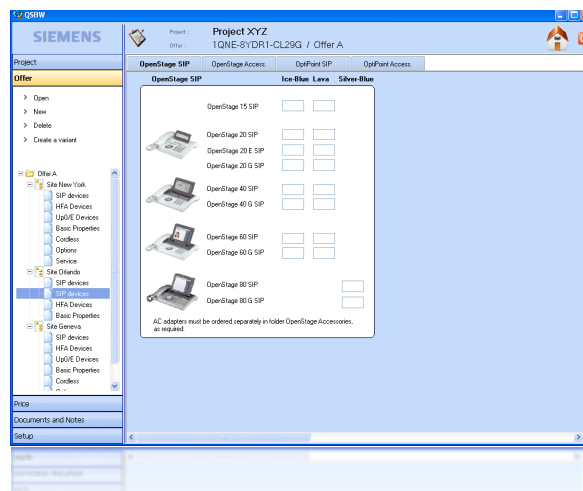 QSBW
SIEMENS
Project :
Project XYZ
Offer :
1QNE-8YDR1-CL29G / Offer A
Project
Offer
> Open
> New
> Delete
> Create a variant
Offer A
Site New York
SIP devices
HFA Devices
Up0/E Devices
Basic Properties
Cordless
Options
Service
Site Orlando
SIP devices
SIP devices
HFA Devices
Basic Properties
Site Geneva
SIP devices
HFA Devices
Up0/E Devices
Basic Properties
Cordless
Price
Documents and Notes
Setup
OpenStage SIP
OpenStage Access.
OptiPoint SIP
OptiPoint Access.
OpenStage SIP Ice-Blue Lava Silver-Blue
OpenStage 15 SIP
OpenStage 20 SIP
OpenStage 20 E SIP
OpenStage 20 G SIP
OpenStage 40 SIP
OpenStage 40 G SIP
OpenStage 60 SIP
OpenStage 60 G SIP
OpenStage 80 SIP
OpenStage 80 G SIP
AC adapters must be ordered separately in folder OpenStage Accessories,
as required.